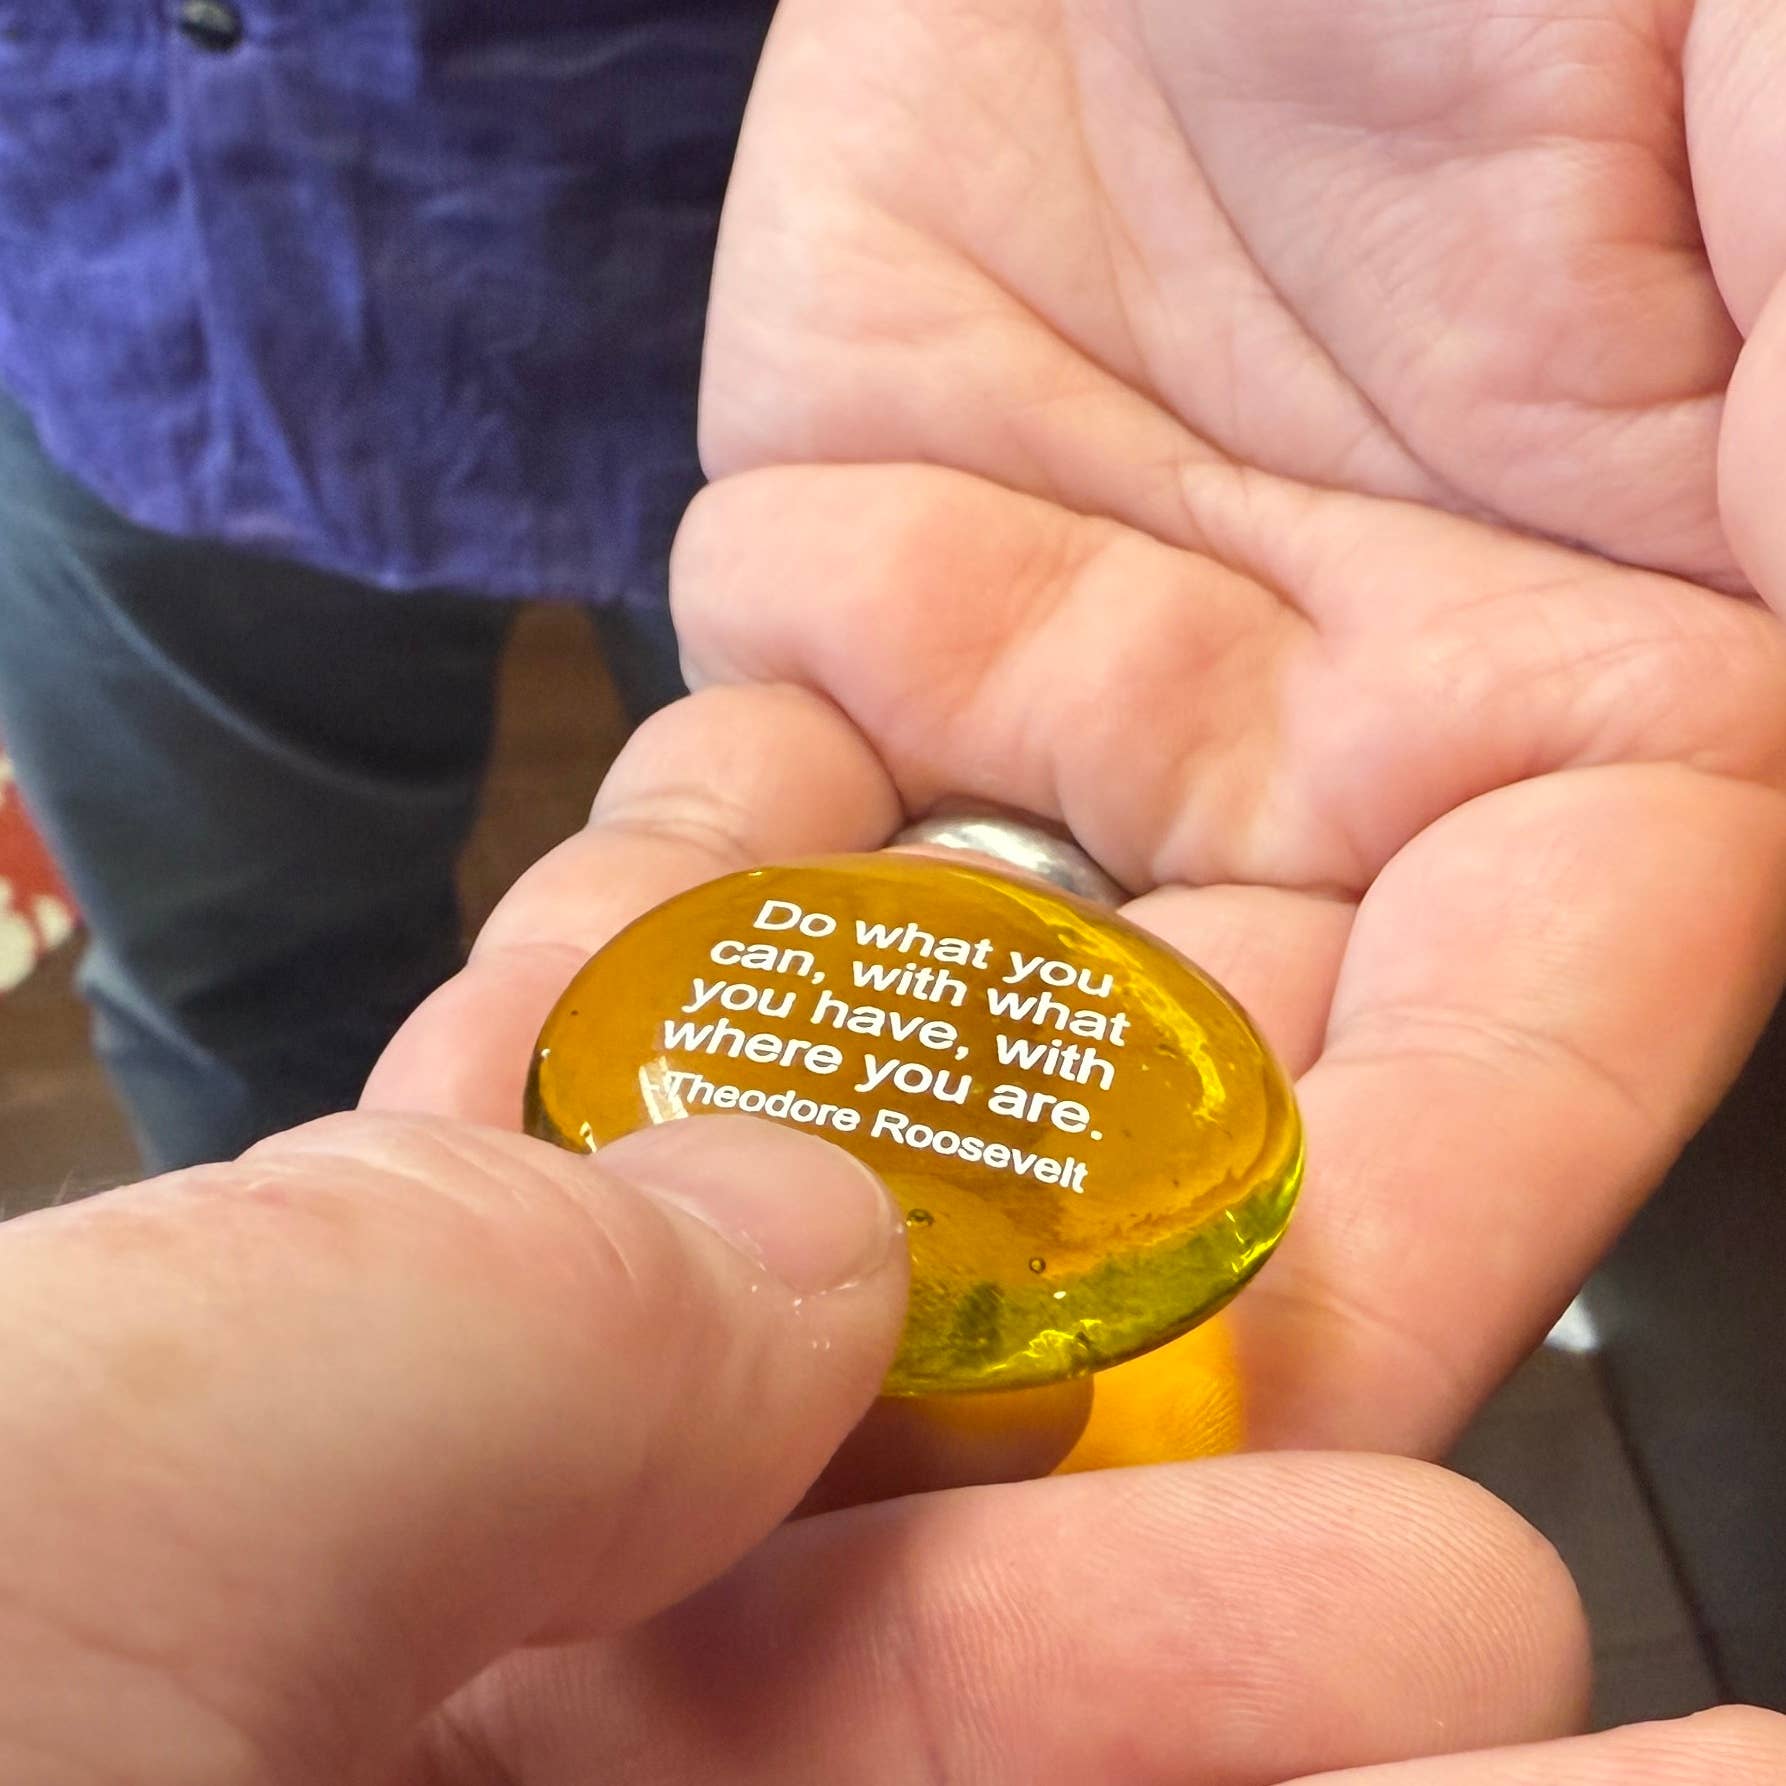 Do what you
can, with what
you have, with
where you are.
-Theodore Roosevelt